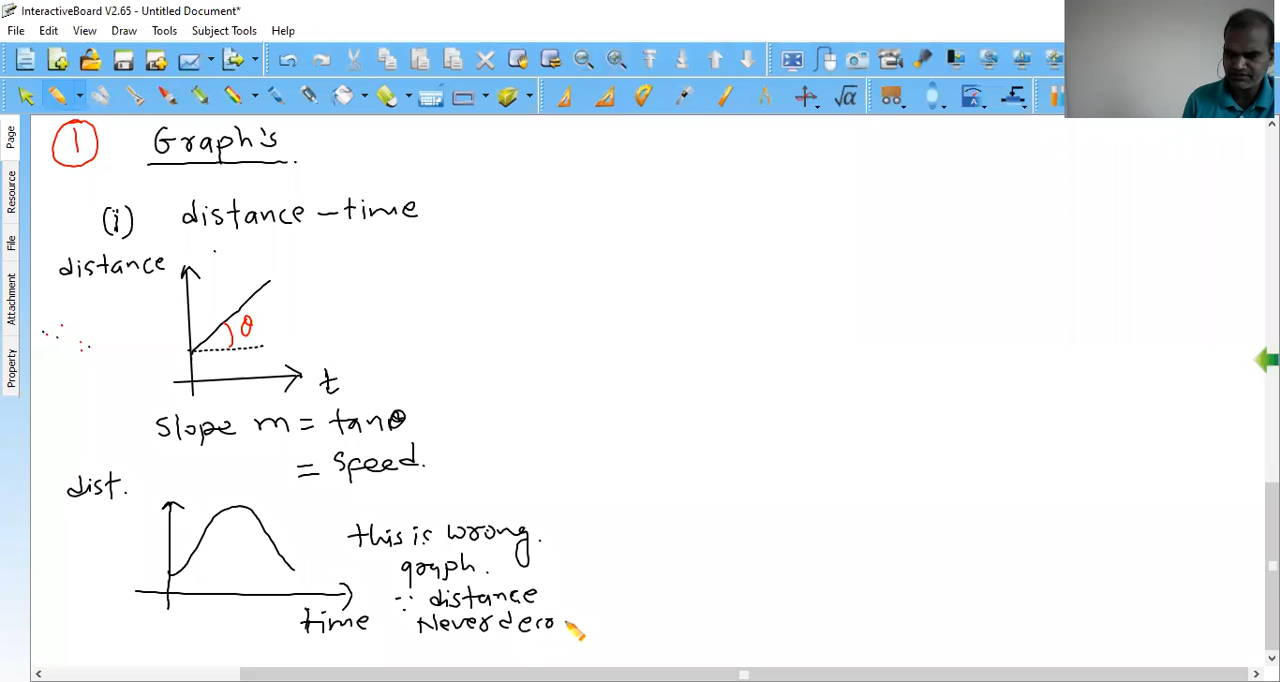 InteractiveBoard V2.65 - Untitled Document*
File Edit View Draw Tools Subject Tools Help
Page
Resource
File
Attachment
Property
1 Graph's
(i) distance - time
distance
θ
t
Slope m = tanθ
= Speed.
dist.
this is wrong.
graph.
∵ distance
time Never decr